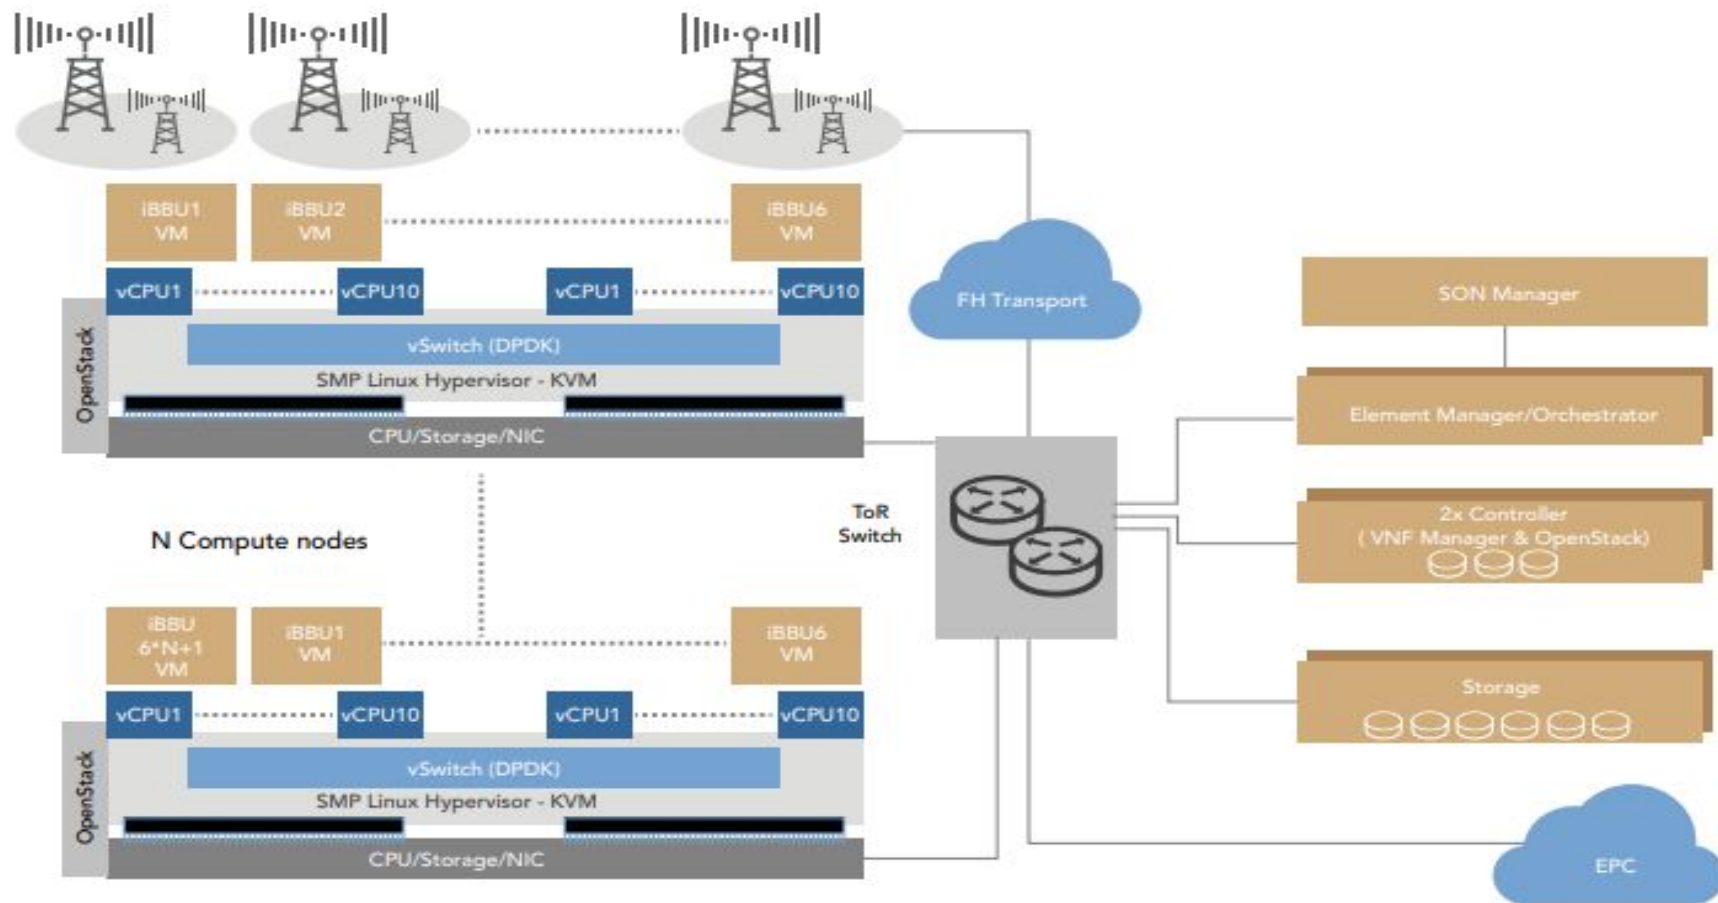 iBBU1
VM
iBBU2
VM
iBBU6
VM
vCPU1
vCPU10
vCPU1
vCPU10
OpenStack
vSwitch (DPDK)
SMP Linux Hypervisor - KVM
CPU/Storage/NIC
N Compute nodes
iBBU
6*N+1
VM
iBBU1
VM
iBBU6
VM
vCPU1
vCPU10
vCPU1
vCPU10
OpenStack
vSwitch (DPDK)
SMP Linux Hypervisor - KVM
CPU/Storage/NIC
FH Transport
ToR
Switch
SON Manager
Element Manager/Orchestrator
2x Controller
( VNF Manager & OpenStack)
Storage
EPC